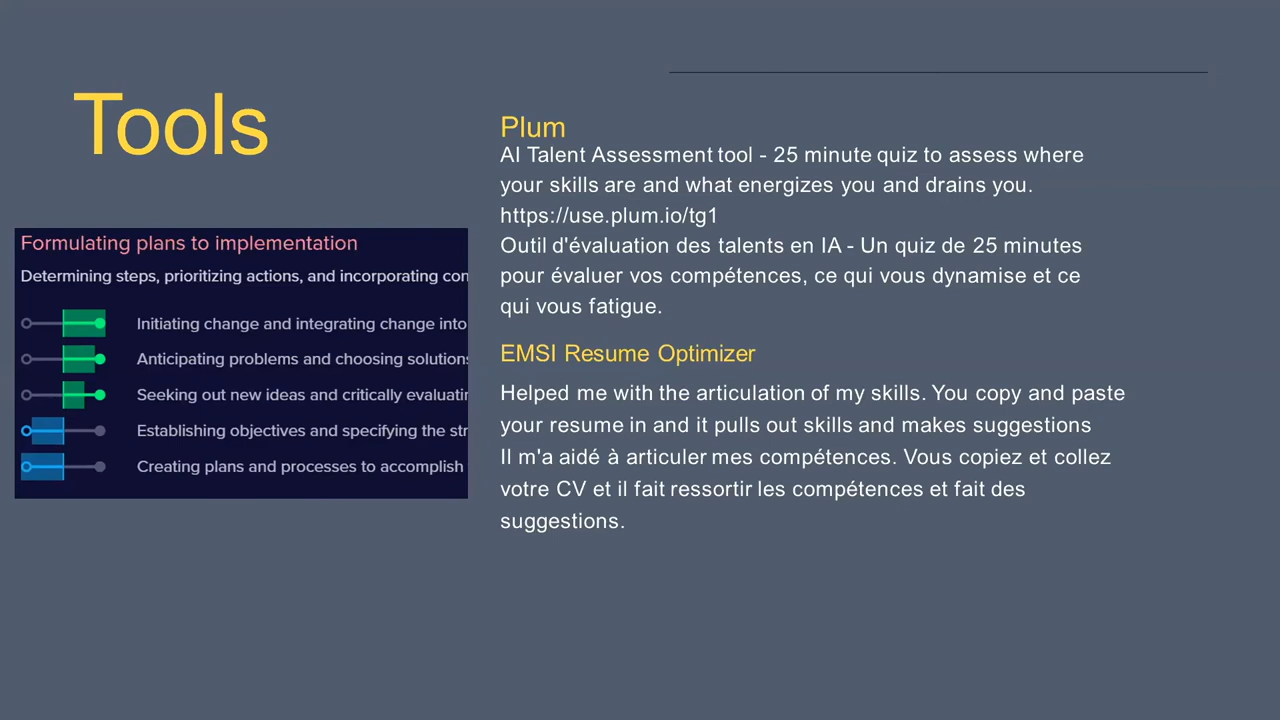 Tools
Formulating plans to implementation
Determining steps, prioritizing actions, and incorporating
Initiating change and integrating change into
Anticipating problems and choosing solutions
Seeking out new ideas and critically
Establishing objectives and specifying the
Creating plans and processes to accomplish
Plum
AI Talent Assessment tool - 25 minute quiz to assess where
your skills are and what energizes you and drains you.
https://use.plum.io/tg1
Outil d'évaluation des talents en IA - Un quiz de 25 minutes
pour évaluer vos compétences, ce qui vous dynamise et ce
qui vous fatigue.
EMSI Resume Optimizer
Helped me with the articulation of my skills. You copy and paste
your resume in and it pulls out skills and makes suggestions
Il m'a aidé à articuler mes compétences. Vous copiez et collez
votre CV et il fait ressortir les compétences et fait des
suggestions.